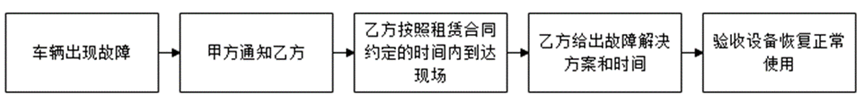 车辆出现故障
甲方通知乙方
乙方按照租赁合同
约定的时间内到达
现场
乙方给出故障解决
方案和时间
验收设备恢复正常
使用